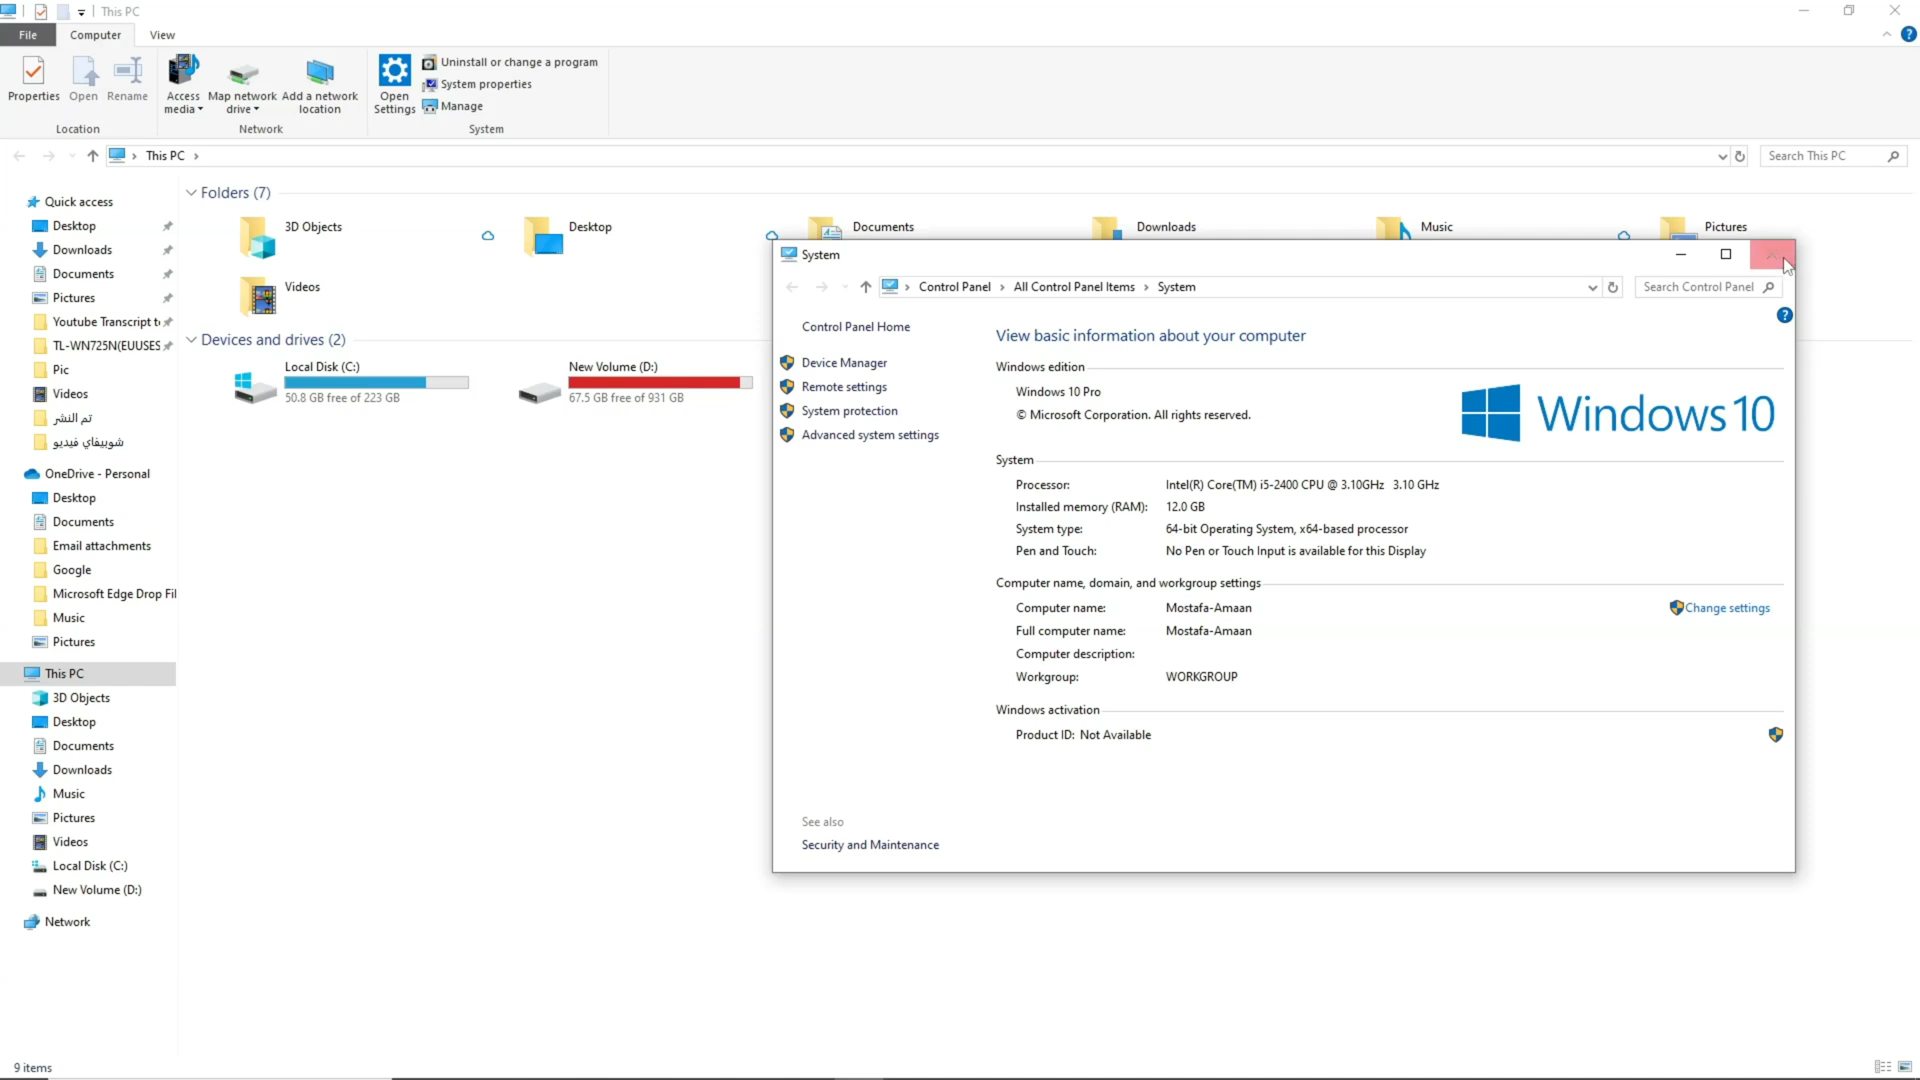 This PC
File Computer View
Properties Open Rename
Access media Map network drive Add a network location
Open Settings
Uninstall or change a program
System properties
Manage
Location Network System
This PC
Search This PC
Quick access
Desktop
Downloads
Documents
Pictures
Youtube Transcript t
TL-WN725N(EUUSES
Pic
Videos
تم النشر
شوبيفاي فيديو
OneDrive - Personal
Desktop
Documents
Email attachments
Google
Microsoft Edge Drop Fil
Music
Pictures
This PC
3D Objects
Desktop
Documents
Downloads
Music
Pictures
Videos
Local Disk (C:)
New Volume (D:)
Network
9 items
Folders (7)
3D Objects Desktop Documents Downloads Music Pictures
Videos
Devices and drives (2)
Local Disk (C:)
50.8 GB free of 223 GB
New Volume (D:)
67.5 GB free of 931 GB
System
Control Panel All Control Panel Items System
Search Control Panel
Control Panel Home
Device Manager
Remote settings
System protection
Advanced system settings
See also
Security and Maintenance
View basic information about your computer
Windows edition
Windows 10 Pro
© Microsoft Corporation. All rights reserved.
Windows 10
System
Processor: Intel(R) Core(TM) i5-2400 CPU @ 3.10GHz 3.10 GHz
Installed memory (RAM): 12.0 GB
System type: 64-bit Operating System, x64-based processor
Pen and Touch: No Pen or Touch Input is available for this Display
Computer name, domain, and workgroup settings
Computer name: Mostafa-Amaan
Change settings
Full computer name: Mostafa-Amaan
Computer description:
Workgroup: WORKGROUP
Windows activation
Product ID: Not Available